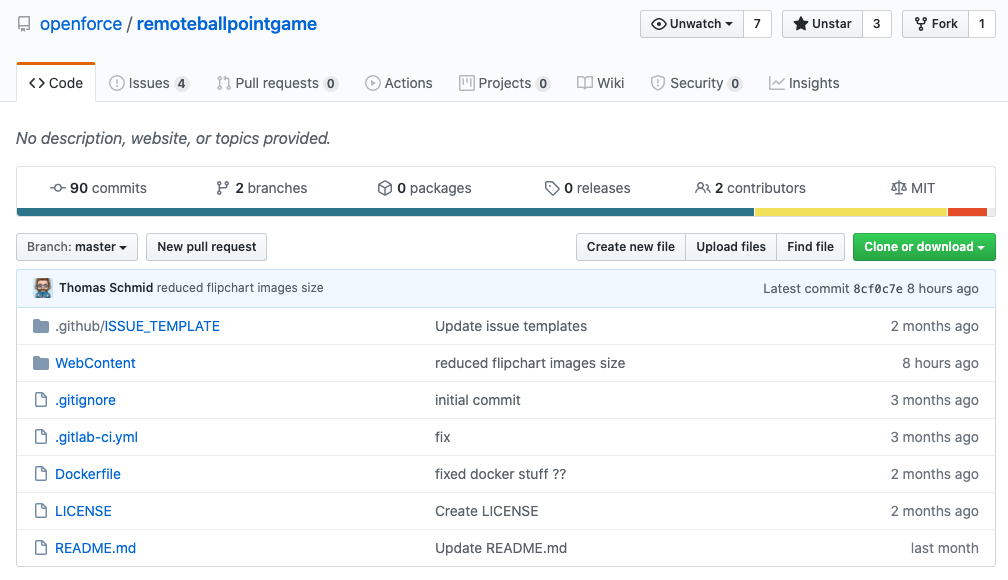 openforce / remoteballpointgame Unwatch 7 Unstar 3 Fork 1
Code Issues 4 Pull requests 0 Actions Projects 0 Wiki Security 0 Insights
No description, website, or topics provided.
90 commits 2 branches 0 packages 0 releases 2 contributors MIT
Branch: master New pull request Create new file Upload files Find file Clone or download
Thomas Schmid reduced flipchart images size Latest commit 8cf0c7e 8 hours ago
.github/ISSUE_TEMPLATE Update issue templates 2 months ago
WebContent reduced flipchart images size 8 hours ago
.gitignore initial commit 3 months ago
.gitlab-ci.yml fix 3 months ago
Dockerfile fixed docker stuff ?? 2 months ago
LICENSE Create LICENSE 2 months ago
README.md Update README.md last month